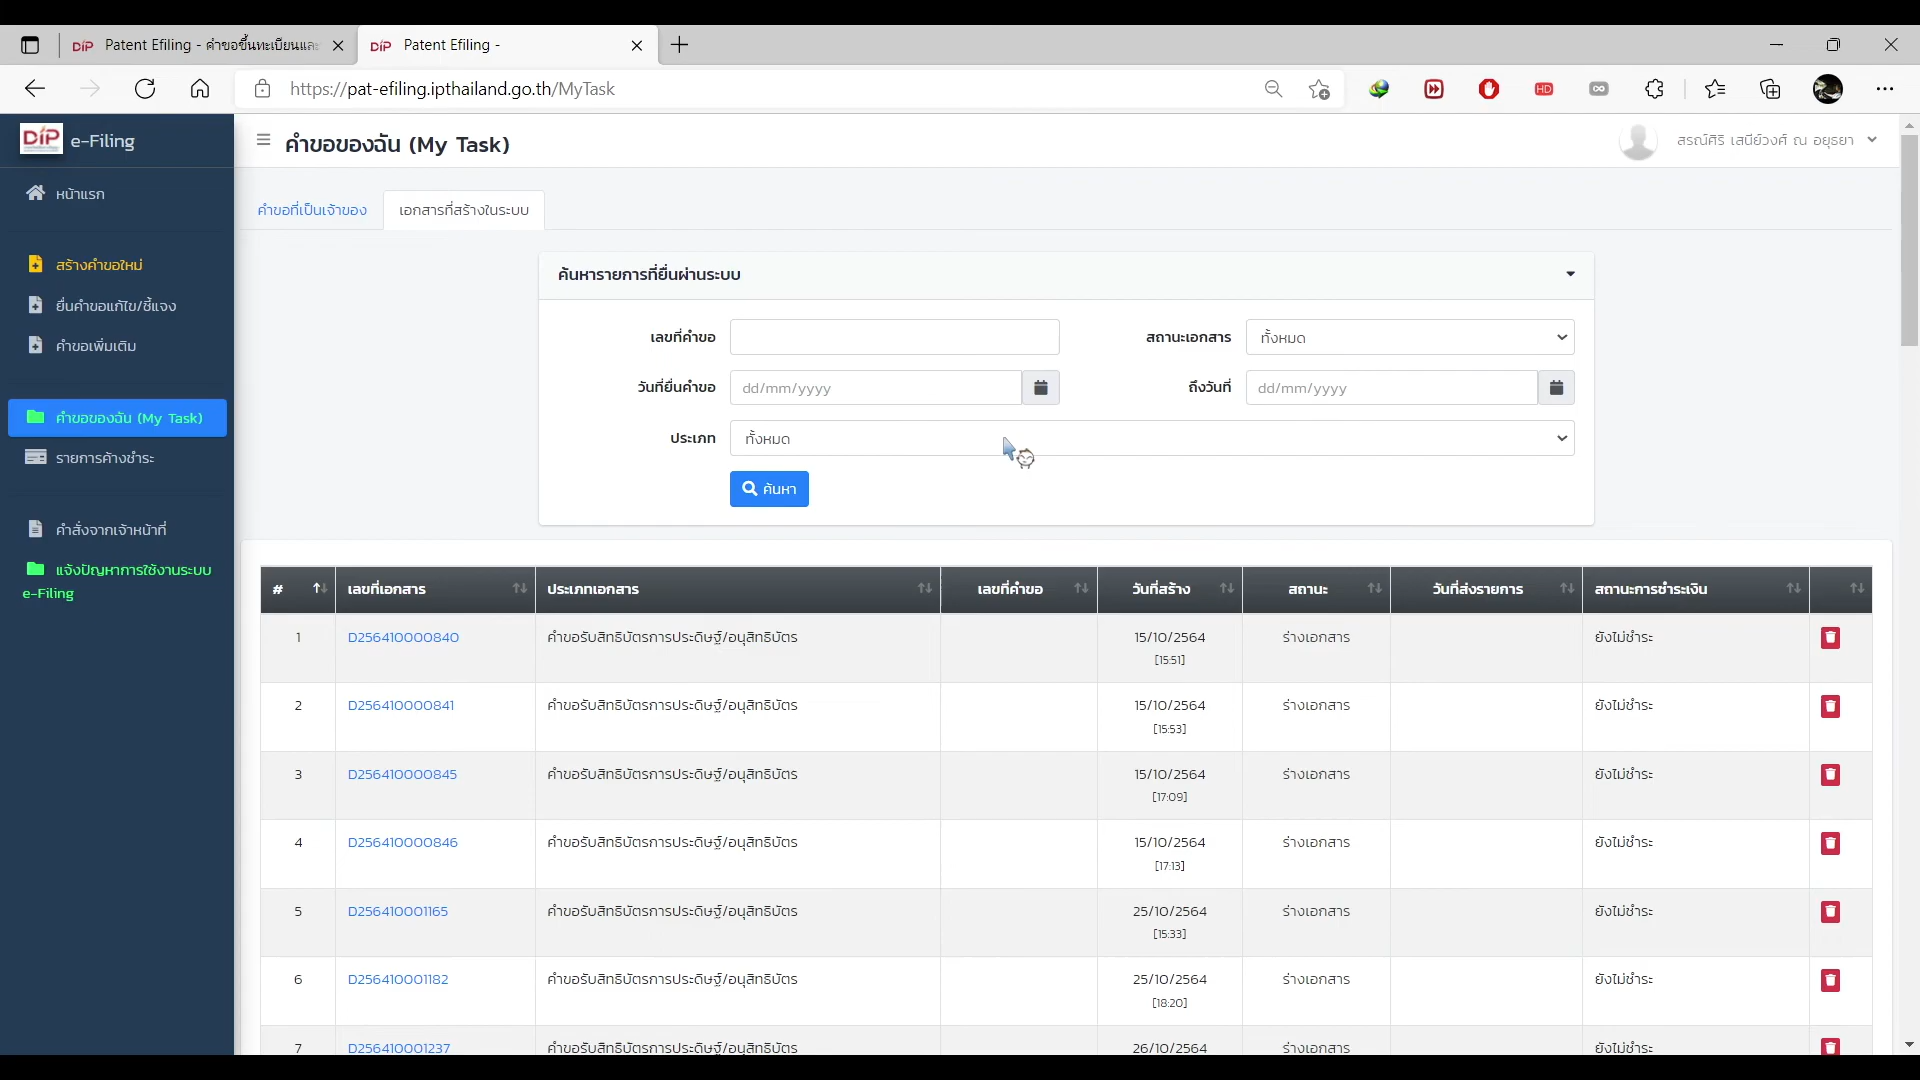 DIP Patent Efiling - คำขอขึ้นทะเบียนและ
DIP Patent Efiling -
https://pat-efiling.ipthailand.go.th/MyTask
HD
DIP e-Filing
คำขอของฉัน (My Task)
สรณ์ศิริ เสนีย์วงศ์ ณ อยุธยา
หน้าแรก
สร้างคำขอใหม่
ยื่นคำขอแก้ไข/ชี้แจง
คำขอเพิ่มเติม
คำขอของฉัน (My Task)
รายการค้างชำระ
คำสั่งจากเจ้าหน้าที่
แจ้งปัญหาการใช้งานระบบ
e-Filing
คำขอที่เป็นเจ้าของ
เอกสารที่สร้างในระบบ
ค้นหารายการที่ยื่นผ่านระบบ
เลขที่คำขอ
สถานะเอกสาร ทั้งหมด
วันที่ยื่นคำขอ dd/mm/yyyy
ถึงวันที่ dd/mm/yyyy
ประเภท ทั้งหมด
ค้นหา
# เลขที่เอกสาร ประเภทเอกสาร เลขที่คำขอ วันที่สร้าง สถานะ วันที่ส่งรายการ สถานะการชำระเงิน
1 D256410000840 คำขอรับสิทธิบัตรการประดิษฐ์/อนุสิทธิบัตร 15/10/2564 ร่างเอกสาร ยังไม่ชำระ
[15:51]
2 D256410000841 คำขอรับสิทธิบัตรการประดิษฐ์/อนุสิทธิบัตร 15/10/2564 ร่างเอกสาร ยังไม่ชำระ
[15:53]
3 D256410000845 คำขอรับสิทธิบัตรการประดิษฐ์/อนุสิทธิบัตร 15/10/2564 ร่างเอกสาร ยังไม่ชำระ
[17:09]
4 D256410000846 คำขอรับสิทธิบัตรการประดิษฐ์/อนุสิทธิบัตร 15/10/2564 ร่างเอกสาร ยังไม่ชำระ
[17:13]
5 D256410001165 คำขอรับสิทธิบัตรการประดิษฐ์/อนุสิทธิบัตร 25/10/2564 ร่างเอกสาร ยังไม่ชำระ
[15:33]
6 D256410001182 คำขอรับสิทธิบัตรการประดิษฐ์/อนุสิทธิบัตร 25/10/2564 ร่างเอกสาร ยังไม่ชำระ
[18:20]
7 D256410001237 คำขอรับสิทธิบัตรการประดิษฐ์/อนุสิทธิบัตร 26/10/2564 ร่างเอกสาร ยังไม่ชำระ